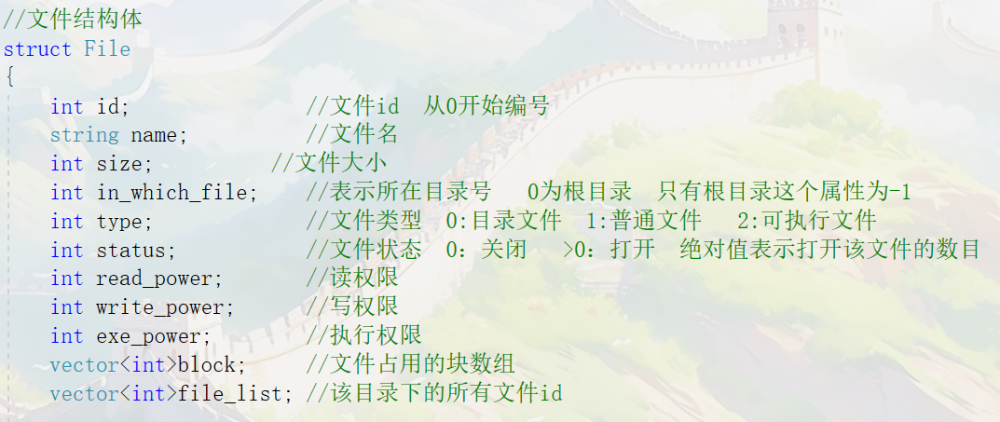 //文件结构体
struct File
{
int id; //文件id 从0开始编号
string name; //文件名
int size; //文件大小
int in_which_file; //表示所在目录号 0为根目录 只有根目录这个属性为-1
int type; //文件类型 0:目录文件 1:普通文件 2:可执行文件
int status; //文件状态 0：关闭 >0：打开 绝对值表示打开该文件的数目
int read_power; //读权限
int write_power; //写权限
int exe_power; //执行权限
vector<int>block; //文件占用的块数组
vector<int>file_list; //该目录下的所有文件id